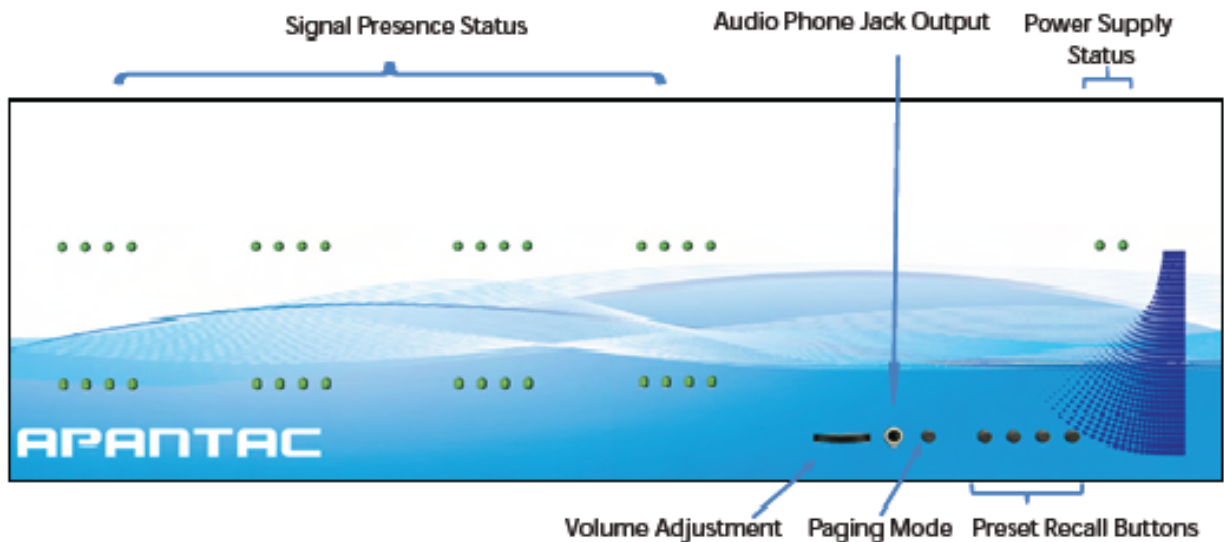 Signal Presence Status
Audio Phone Jack Output
Power Supply
Status
APANTAC
Volume Adjustment
Paging Mode
Preset Recall Buttons